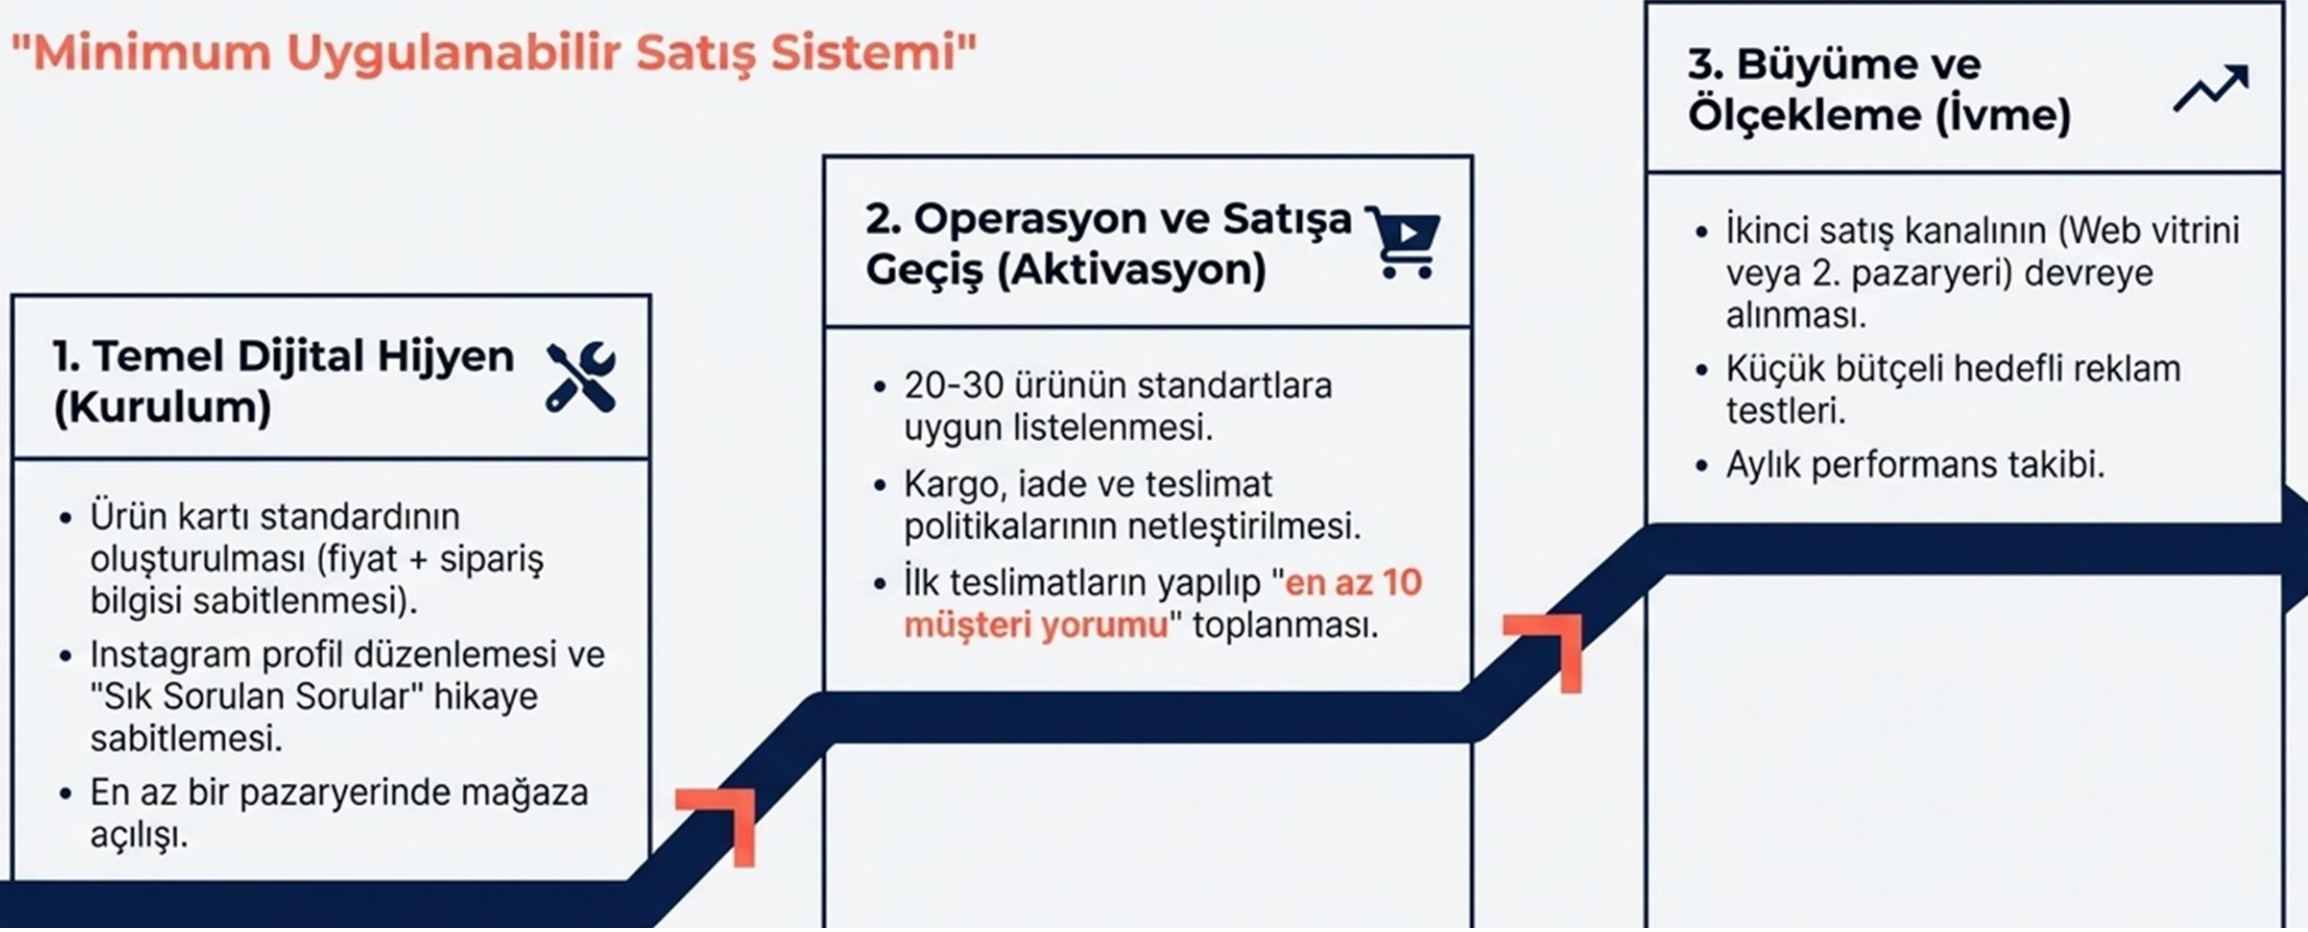 "Minimum Uygulanabilir Satış Sistemi"
1. Temel Dijital Hijyen
(Kurulum)
• Ürün kartı standardının
oluşturulması (fiyat + sipariş
bilgisi sabitlenmesi).
• Instagram profil düzenlemesi ve
"Sık Sorulan Sorular" hikaye
sabitlemesi.
• En az bir pazaryerinde mağaza
açılışı.
2. Operasyon ve Satışa
Geçiş (Aktivasyon)
• 20-30 ürünün standartlara
uygun listelenmesi.
• Kargo, iade ve teslimat
politikalarının netleştirilmesi.
• İlk teslimatların yapılıp "en az 10
müşteri yorumu" toplanması.
3. Büyüme ve
Ölçekleme (İvme)
• İkinci satış kanalının (Web vitrini
veya 2. pazaryeri) devreye
alınması.
• Küçük bütçeli hedefli reklam
testleri.
• Aylık performans takibi.